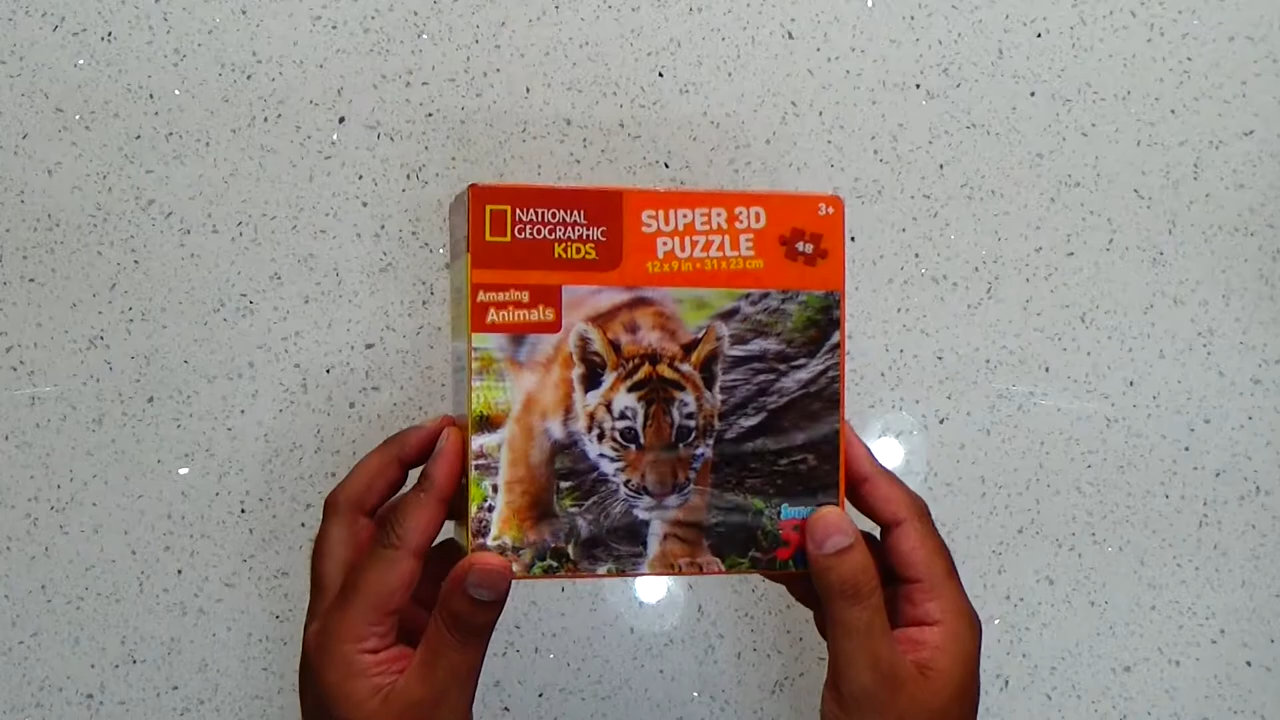 NATIONAL
GEOGRAPHIC
KiDS
SUPER 3D
PUZZLE
12 x 9 in • 31 x 23 cm
3+
48
Amazing
Animals